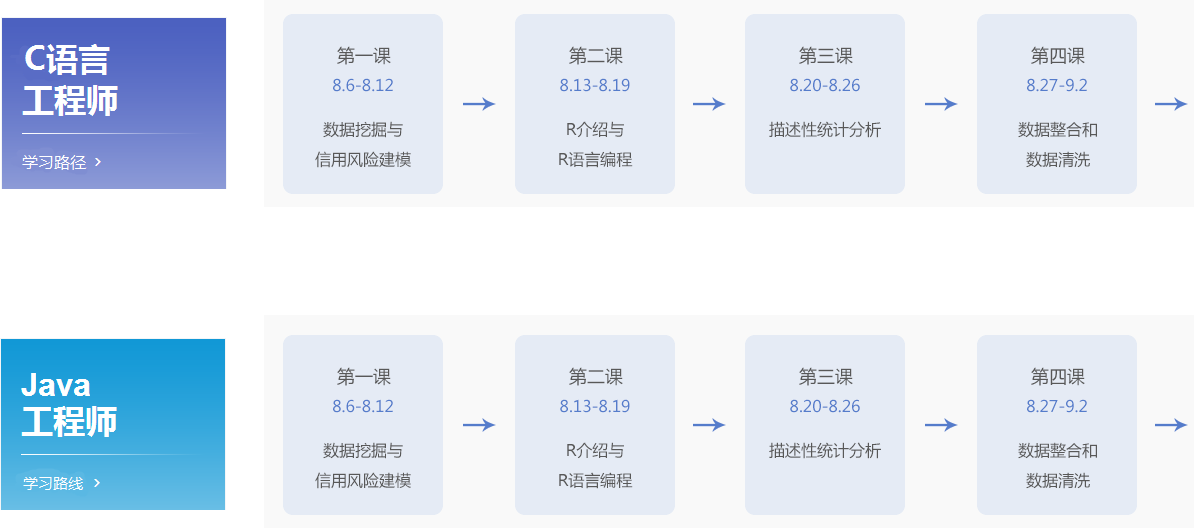 C语言
工程师
学习路径 >
第一课
8.6-8.12
数据挖掘与
信用风险建模
第二课
8.13-8.19
R介绍与
R语言编程
第三课
8.20-8.26
描述性统计分析
第四课
8.27-9.2
数据整合和
数据清洗
Java
工程师
学习路线 >
第一课
8.6-8.12
数据挖掘与
信用风险建模
第二课
8.13-8.19
R介绍与
R语言编程
第三课
8.20-8.26
描述性统计分析
第四课
8.27-9.2
数据整合和
数据清洗